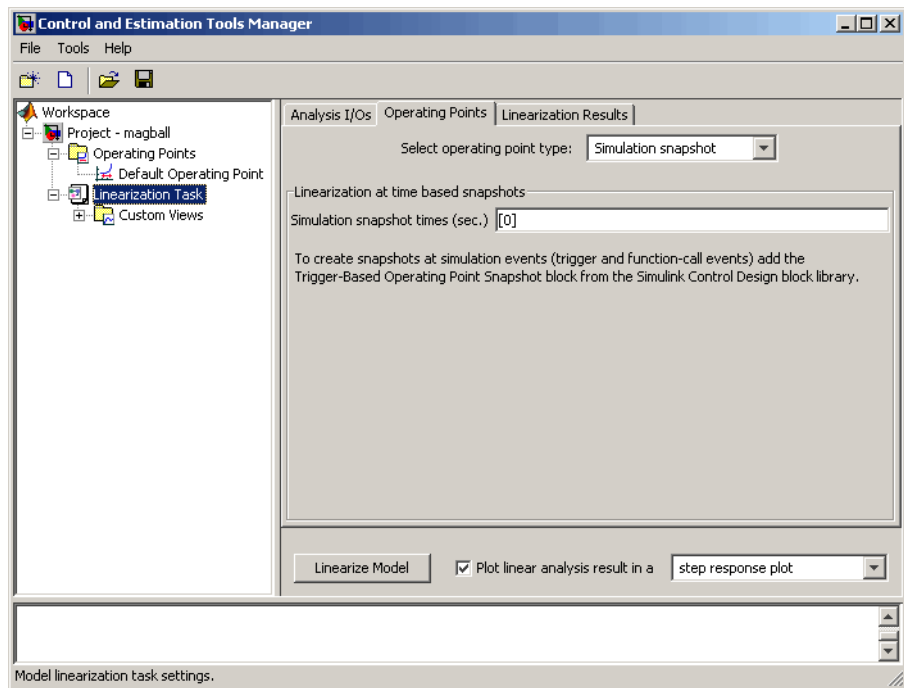 Control and Estimation Tools Manager
File Tools Help
Workspace
Project - magball
Operating Points
Default Operating Point
Linearization Task
Custom Views
Analysis I/Os Operating Points Linearization Results
Select operating point type: Simulation snapshot
Linearization at time based snapshots
Simulation snapshot times (sec.) [0]
To create snapshots at simulation events (trigger and function-call events) add the
Trigger-Based Operating Point Snapshot block from the Simulink Control Design block library.
Linearize Model Plot linear analysis result in a step response plot
Model linearization task settings.